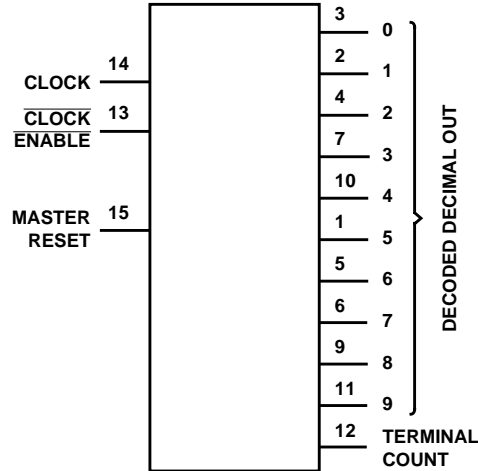 3 0
14 2 1
CLOCK
CLOCK 13 4 2
ENABLE
7 3
10 4
MASTER 15
RESET 1 5
5 6
6 7
9 8
11 9
12 TERMINAL
COUNT
DECODED DECIMAL OUT